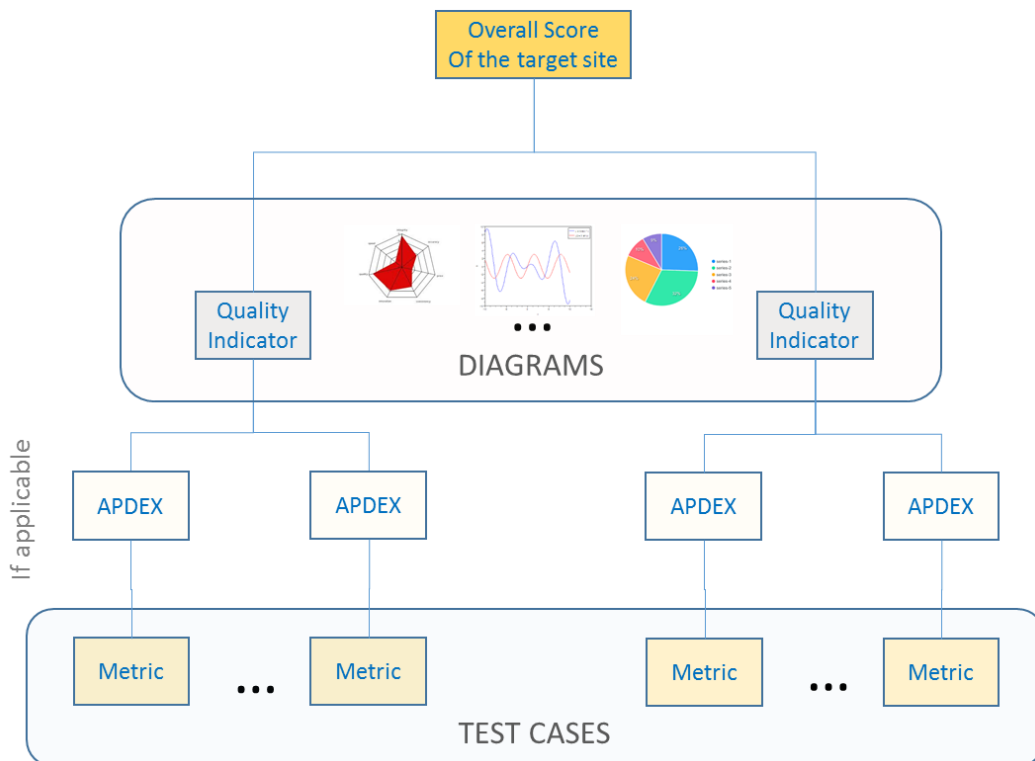 Overall Score
Of the target site
Quality
Indicator
Quality
Indicator
...
DIAGRAMS
If applicable
APDEX
APDEX
APDEX
APDEX
Metric
...
Metric
Metric
...
Metric
TEST CASES